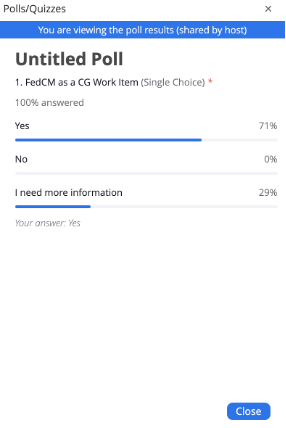 Polls/Quizzes
You are viewing the poll results (shared by host)
Untitled Poll
1. FedCM as a CG Work Item (Single Choice) *
100% answered
Yes 71%
No 0%
I need more information 29%
Your answer: Yes
Close